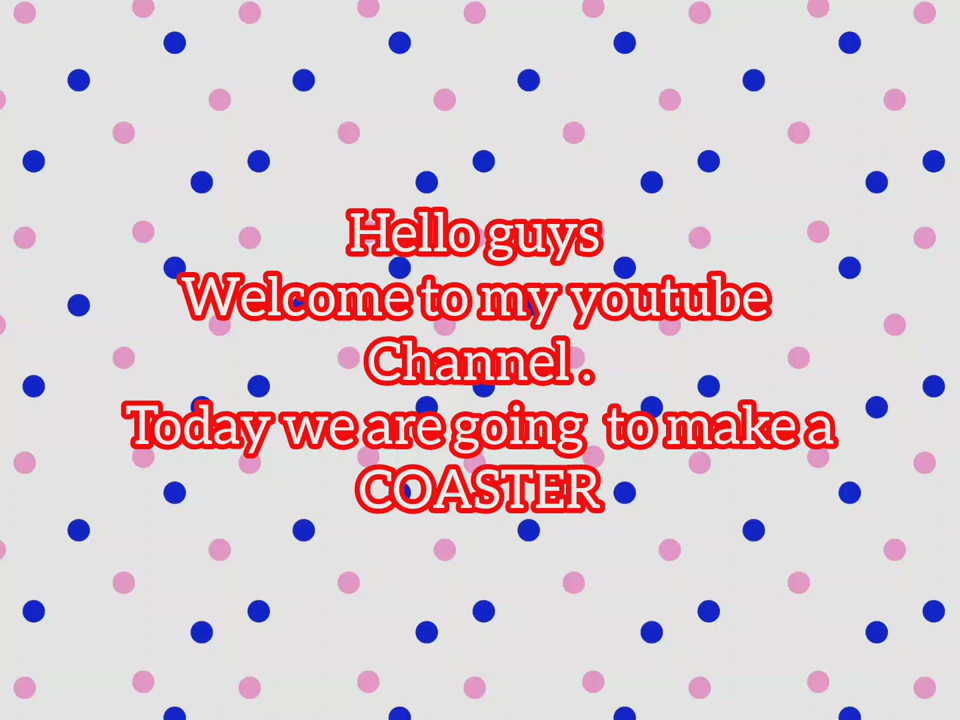 Hello guys
Welcome to my youtube
Channel .
Today we are going to make a
COASTER